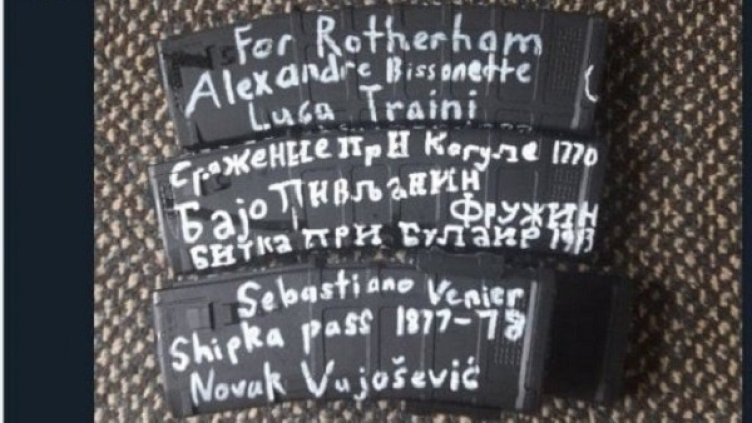 For Rotherham
Alexandre Bissonette
Luca Traini
сражение при Кагуле 1770
Бајо Пивљанин
Фружин
Битка при Булаир 1913
Sebastiano Venier
Shipka pass 1877-78
Novak Vujošević